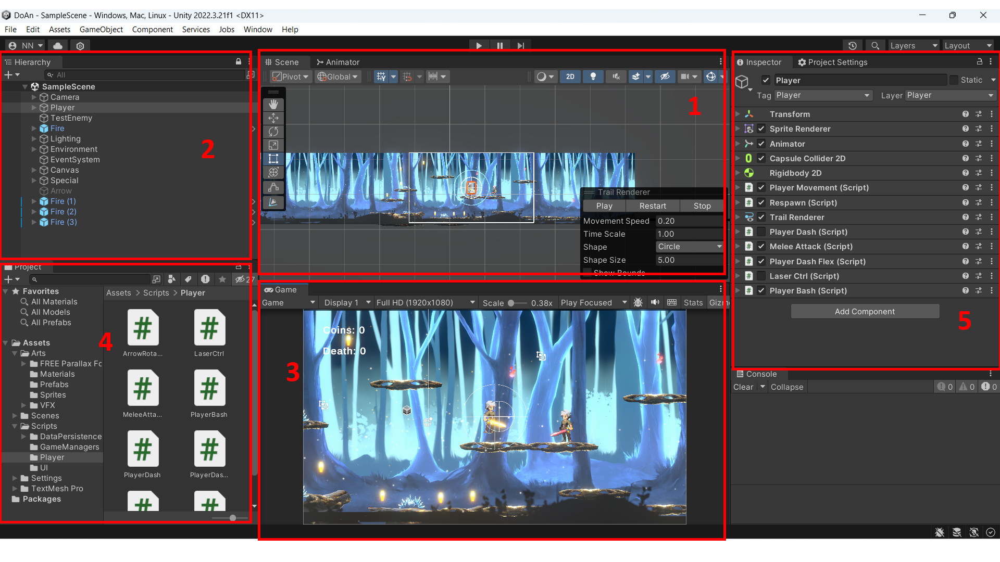 DoAn - SampleScene - Windows, Mac, Linux - Unity 2022.3.21f1 <DX11>
File Edit Assets GameObject Component Services Jobs Window Help
NN
Layers
Layout
Hierarchy
All
SampleScene
Camera
Player
TestEnemy
Fire
Lighting
Environment
EventSystem
Canvas
Special
Arrow
Fire (1)
Fire (2)
Fire (3)
2
Scene
Animator
Pivot
Global
2D
1
Trail Renderer
Play Restart Stop
Movement Speed 0.20
Time Scale 1.00
Shape Circle
Shape Size 5.00
Show Bounds
Project
27
Favorites
All Materials
All Models
All Prefabs
Assets
Arts
FREE Parallax Fo
Materials
Prefabs
Sprites
VFX
Scenes
Scripts
DataPersistence
GameManagers
Player
UI
Settings
TextMesh Pro
Packages
Assets > Scripts > Player
ArrowRota...
LaserCtrl
MeleeAtta...
PlayerBash
PlayerDash
PlayerDas...
4
Game
Game Display 1 Full HD (1920x1080) Scale 0.38x Play Focused Stats Gizm
Coins: 0
Death: 0
3
Inspector
Project Settings
Player
Static
Tag Player Layer Player
Transform
Sprite Renderer
Animator
Capsule Collider 2D
Rigidbody 2D
Player Movement (Script)
Respawn (Script)
Trail Renderer
Player Dash (Script)
Melee Attack (Script)
Player Dash Flex (Script)
Laser Ctrl (Script)
Player Bash (Script)
Add Component
5
Console
Clear Collapse 0 0 0